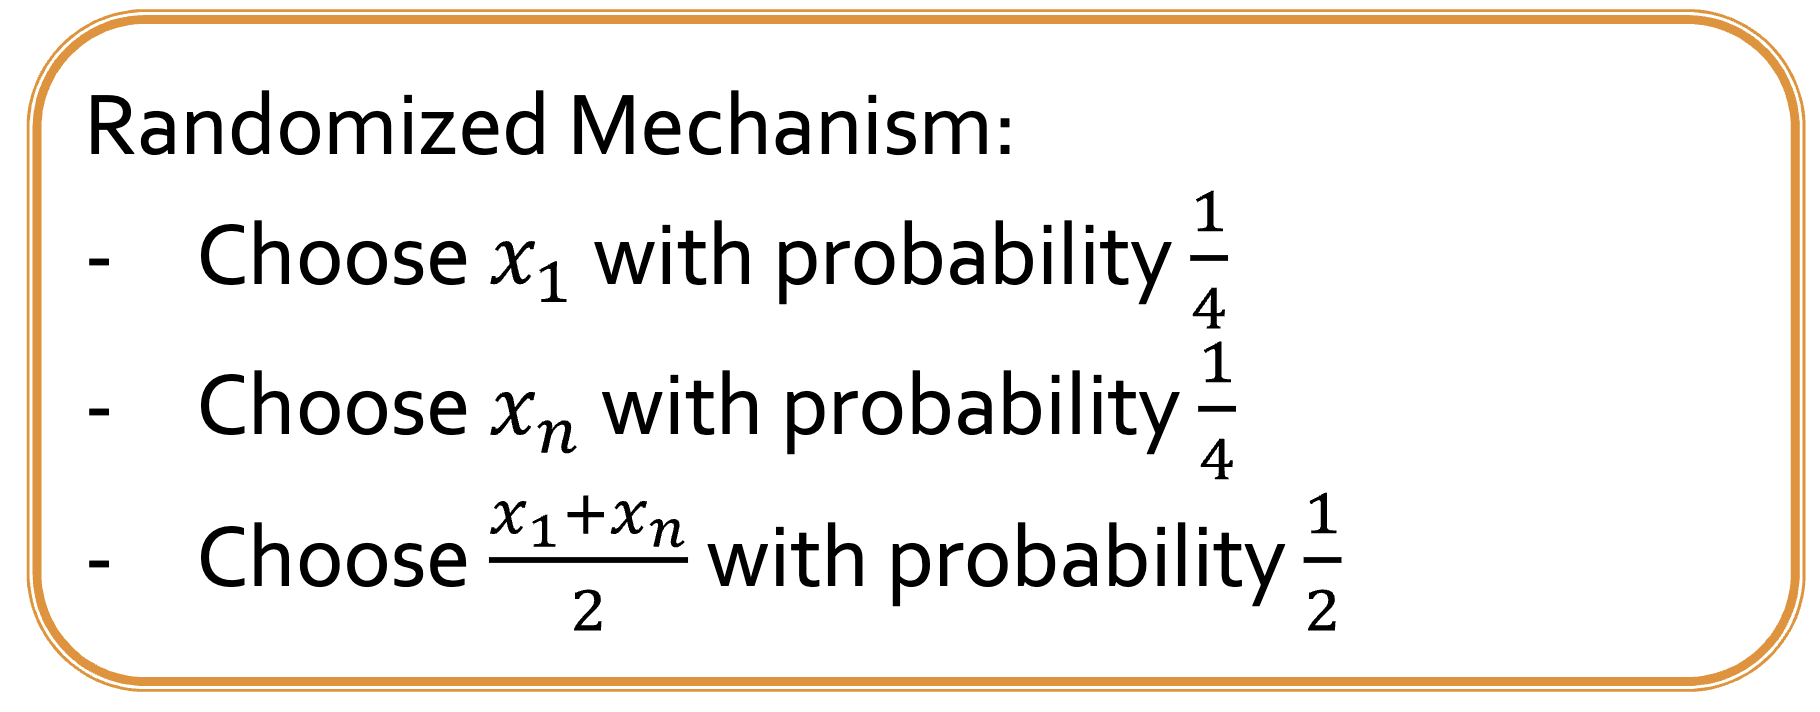 Randomized Mechanism:
- Choose $x_1$ with probability $\frac{1}{4}$
- Choose $x_n$ with probability $\frac{1}{4}$
- Choose $\frac{x_1+x_n}{2}$ with probability $\frac{1}{2}$